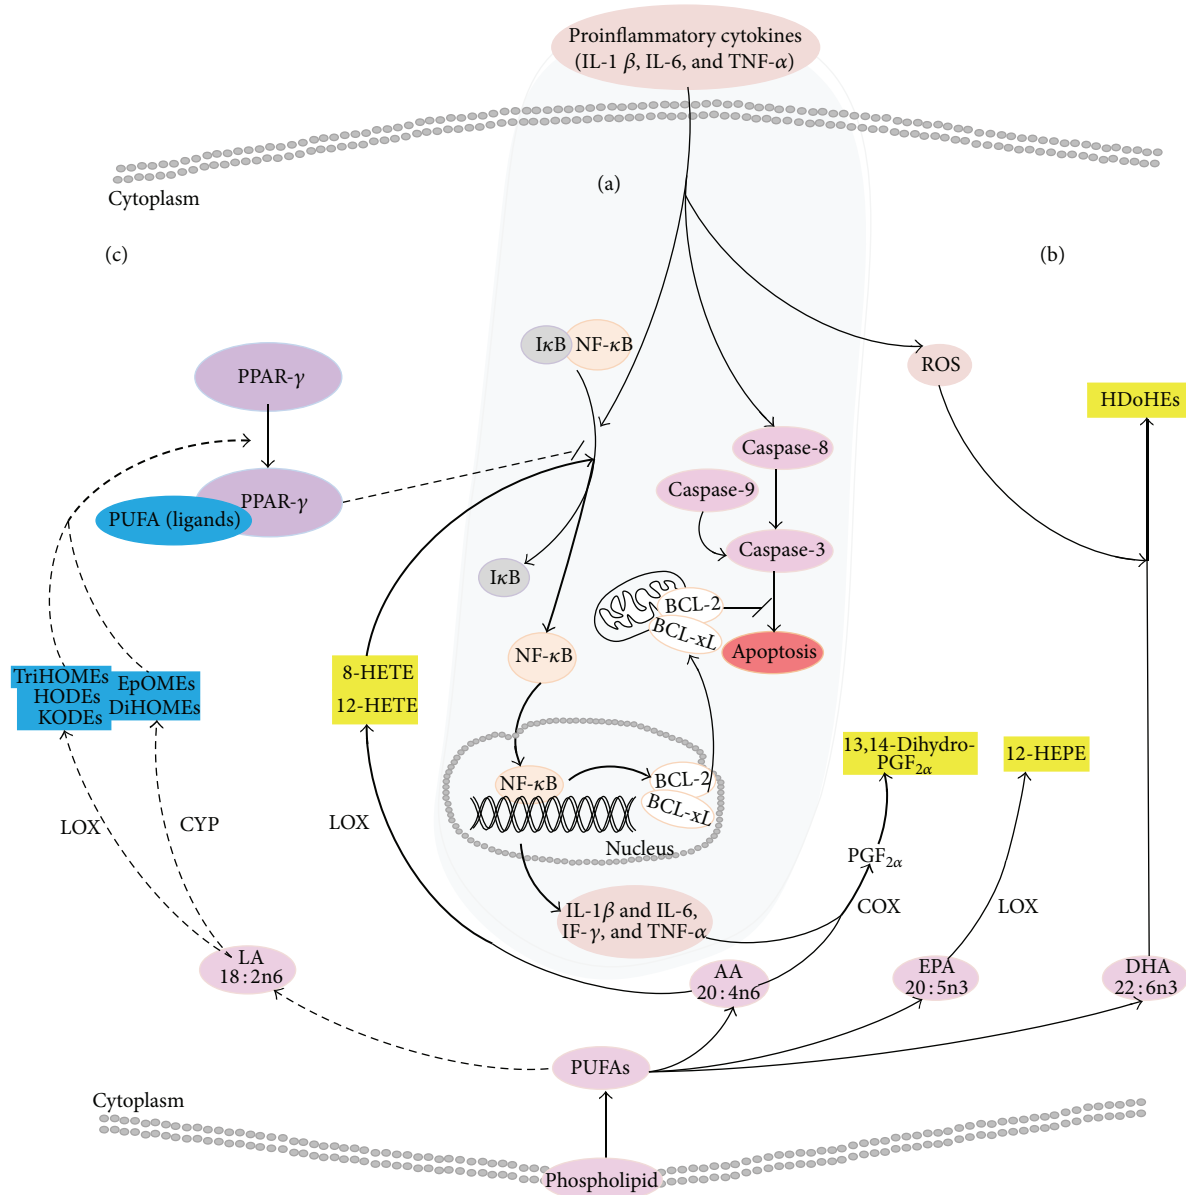 Proinflammatory cytokines
(IL-1 β, IL-6, and TNF-α)
Cytoplasm
(a)
(c)
(b)
IκB
NF-κB
ROS
PPAR-γ
HDoHEs
Caspase-8
Caspase-9
PPAR-γ
PUFA (ligands)
Caspase-3
IκB
BCL-2
BCL-xL
NF-κB
Apoptosis
TriHOMEs
HODEs
KODEs
EpOMEs
DiHOMEs
8-HETE
12-HETE
13,14-Dihydro-
PGF2α
12-HEPE
NF-κB
BCL-2
BCL-xL
LOX
CYP
LOX
Nucleus
PGF2α
IL-1β and IL-6,
IF-γ, and TNF-α
COX
LOX
LA
18:2n6
AA
20:4n6
EPA
20:5n3
DHA
22:6n3
PUFAs
Cytoplasm
Phospholipid